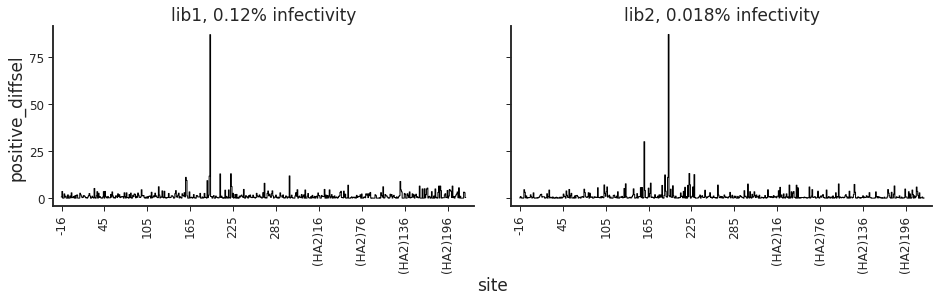 lib1, 0.12% infectivity
lib2, 0.018% infectivity
positive_diffsel
75
50
25
0
-16 45 105 165 225 285 (HA2)16 (HA2)76 (HA2)136 (HA2)196
-16 45 105 165 225 285 (HA2)16 (HA2)76 (HA2)136 (HA2)196
site